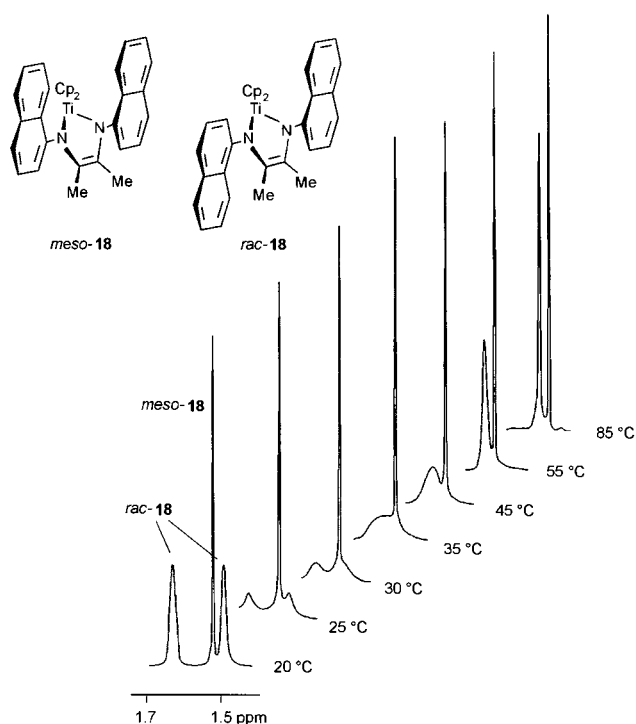 Cp2
Ti
N
N
Me
Me
meso-18
Cp2
Ti
N
N
Me
Me
rac-18
meso-18
rac-18
85 °C
55 °C
45 °C
35 °C
30 °C
25 °C
20 °C
1.7 1.5 ppm